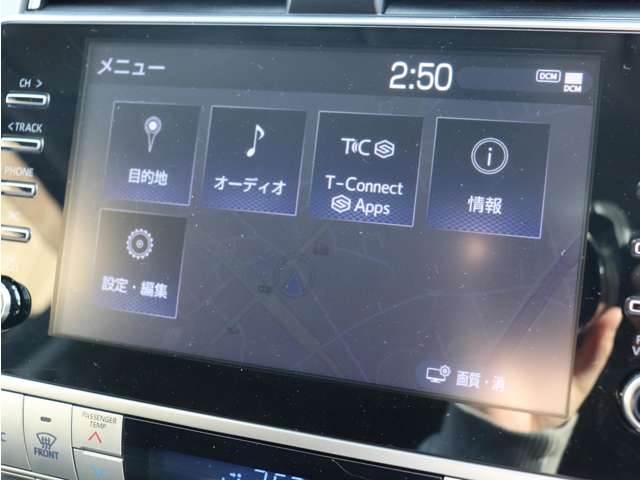 メニュー
2:50
DCM
DCM
CH >
< TRACK
PHONE
目的地
オーディオ
T-Connect
Apps
情報
設定・編集
画質・消
PASSENGER
TEMP
FRONT